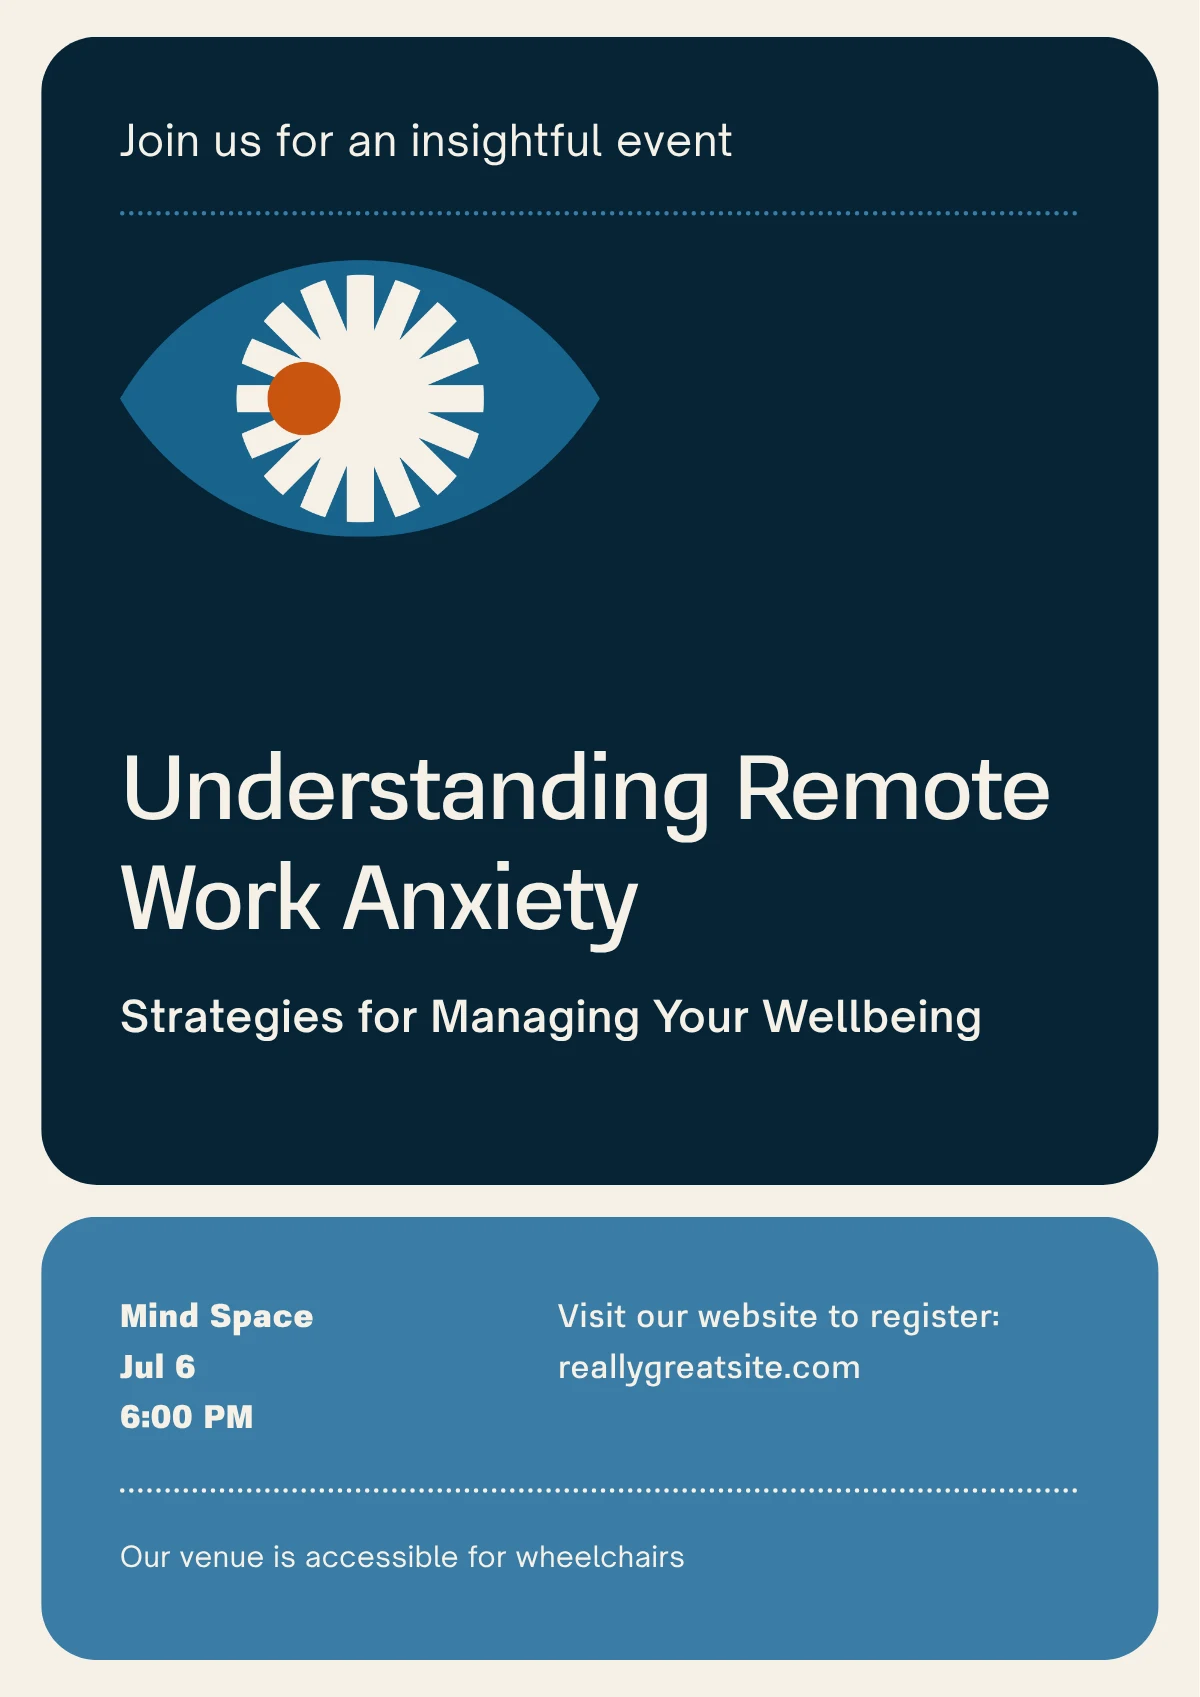 Join us for an insightful event
Understanding Remote
Work Anxiety
Strategies for Managing Your Wellbeing
Mind Space
Jul 6
6:00 PM
Visit our website to register:
reallygreatsite.com
Our venue is accessible for wheelchairs